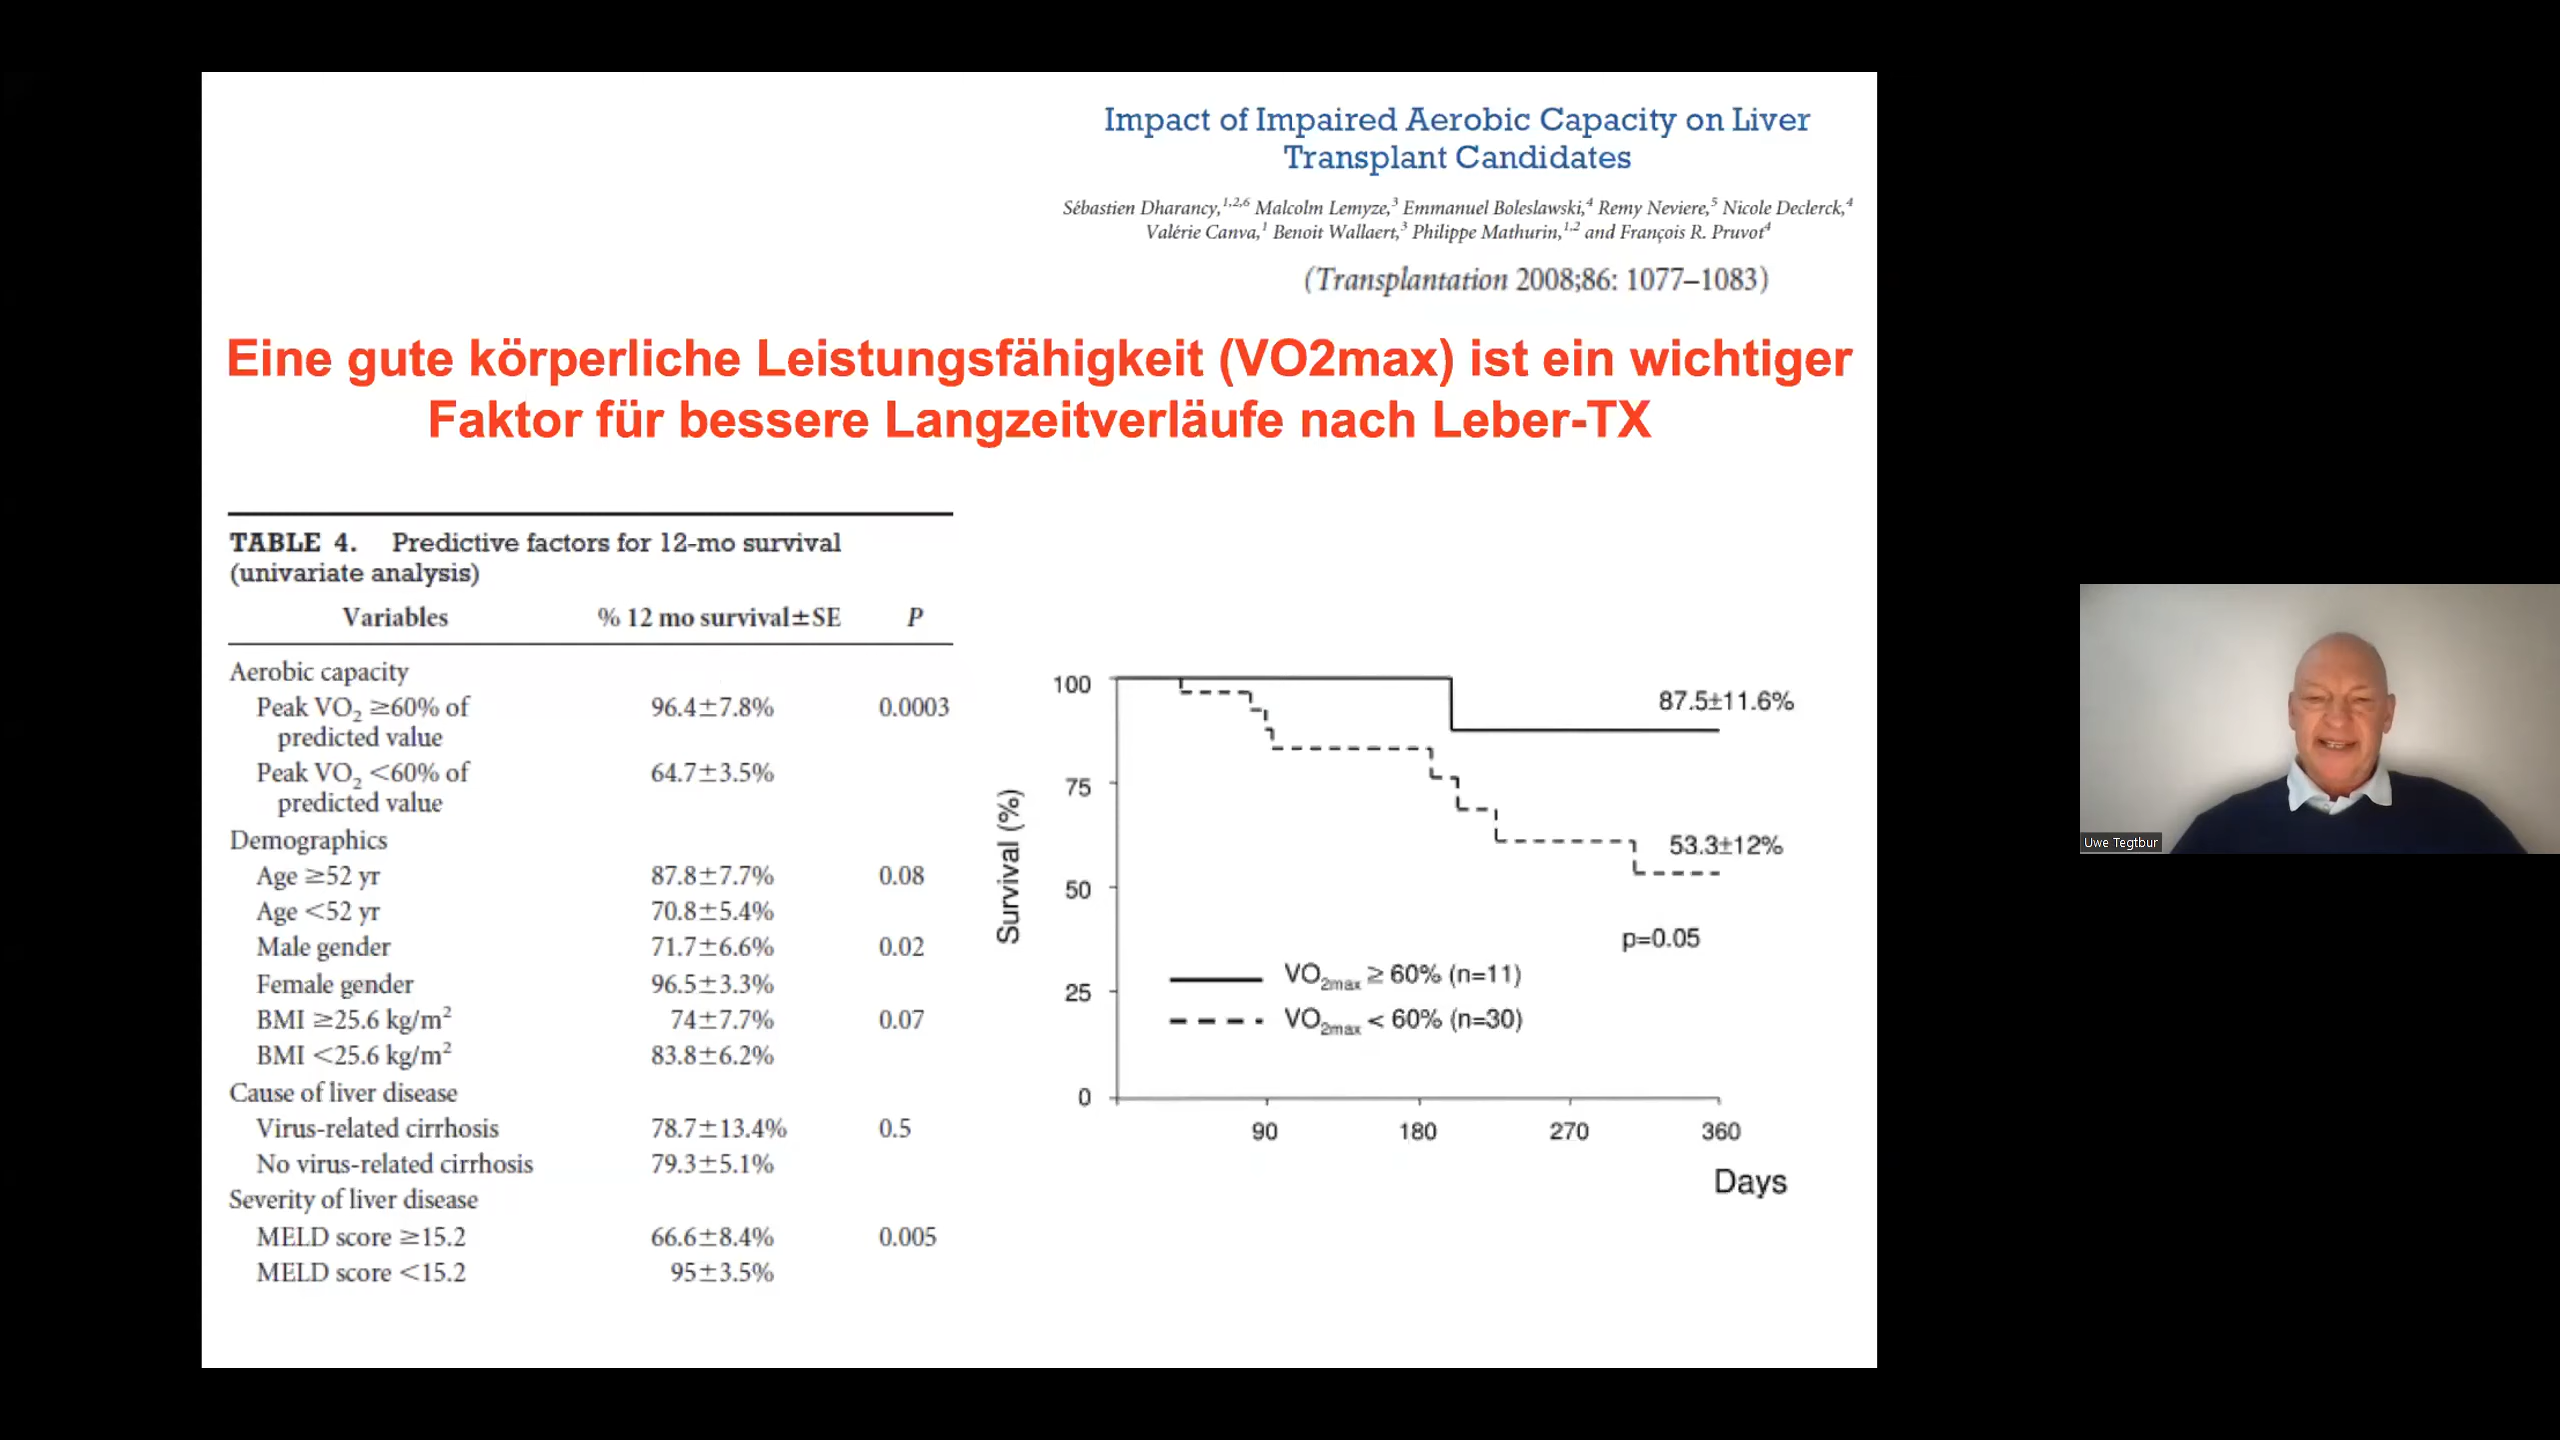 Impact of Impaired Aerobic Capacity on Liver
Transplant Candidates
Sébastien Dharancy,1,2,6 Malcolm Lemyze,3 Emmanuel Boleslawski,4 Remy Neviere,5 Nicole Declerck,4
Valérie Canva,1 Benoit Wallaert,3 Philippe Mathurin,1,2 and François R. Pruvot4
(Transplantation 2008;86: 1077–1083)
Eine gute körperliche Leistungsfähigkeit (VO2max) ist ein wichtiger
Faktor für bessere Langzeitverläufe nach Leber-TX
TABLE 4. Predictive factors for 12-mo survival
(univariate analysis)
Variables % 12 mo survival±SE P
Aerobic capacity
Peak VO2 ≥60% of 96.4±7.8% 0.0003
predicted value
Peak VO2 <60% of 64.7±3.5%
predicted value
Demographics
Age ≥52 yr 87.8±7.7% 0.08
Age <52 yr 70.8±5.4%
Male gender 71.7±6.6% 0.02
Female gender 96.5±3.3%
BMI ≥25.6 kg/m2 74±7.7% 0.07
BMI <25.6 kg/m2 83.8±6.2%
Cause of liver disease
Virus-related cirrhosis 78.7±13.4% 0.5
No virus-related cirrhosis 79.3±5.1%
Severity of liver disease
MELD score ≥15.2 66.6±8.4% 0.005
MELD score <15.2 95±3.5%
Survival (%)
100
75
50
25
0
87.5±11.6%
53.3±12%
p=0.05
VO2max ≥ 60% (n=11)
VO2max < 60% (n=30)
90 180 270 360
Days
Uwe Tegtbur